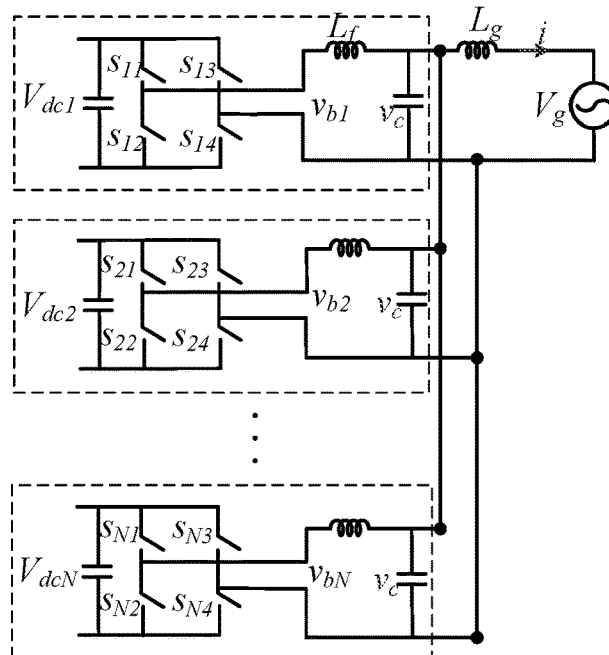 L_f L_g i
s_11 s_13
V_dc1 v_b1 v_c V_g
s_12 s_14
s_21 s_23
V_dc2 v_b2 v_c
s_22 s_24
s_N1 s_N3
V_dcN v_bN v_c
s_N2 s_N4